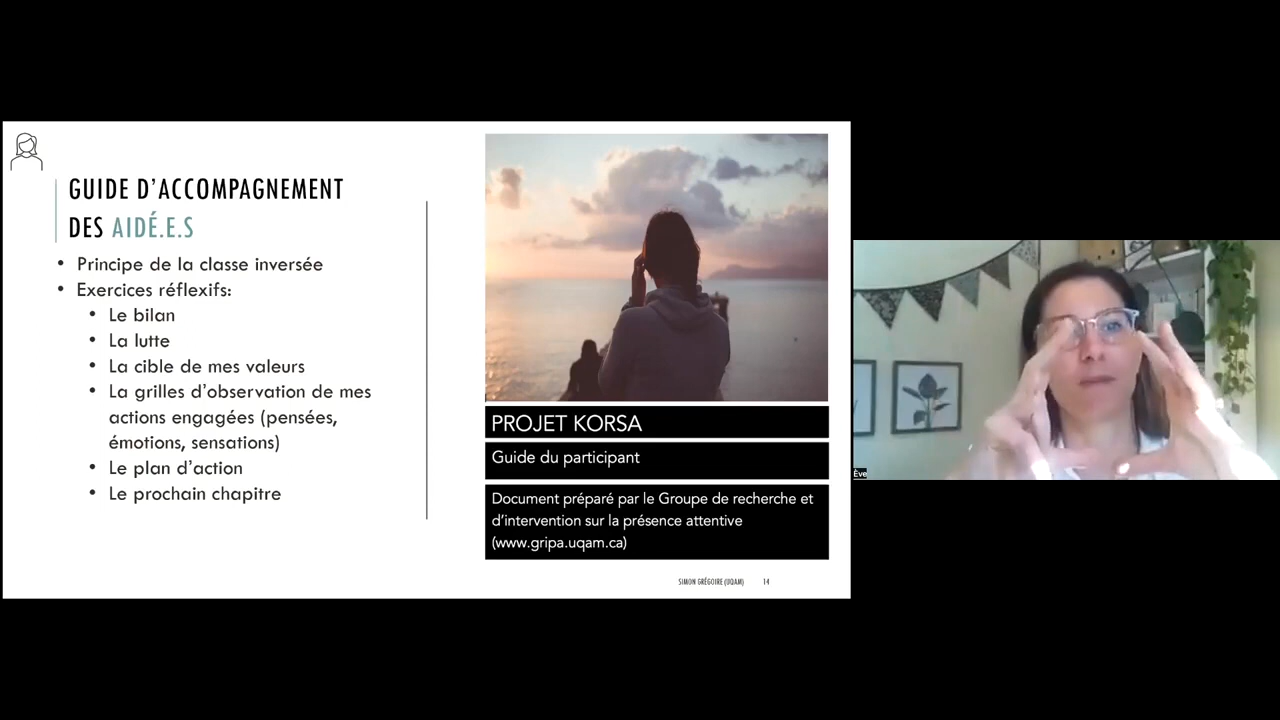 GUIDE D'ACCOMPAGNEMENT
DES AIDÉ.E.S
• Principe de la classe inversée
• Exercices réflexifs:
• Le bilan
• La lutte
• La cible de mes valeurs
• La grilles d'observation de mes
actions engagées (pensées,
émotions, sensations)
• Le plan d'action
• Le prochain chapitre
PROJET KORSA
Guide du participant
Document préparé par le Groupe de recherche et
d'intervention sur la présence attentive
(www.gripa.uqam.ca)
SIMON GRÉGOIRE (UQAM) 14
Ève